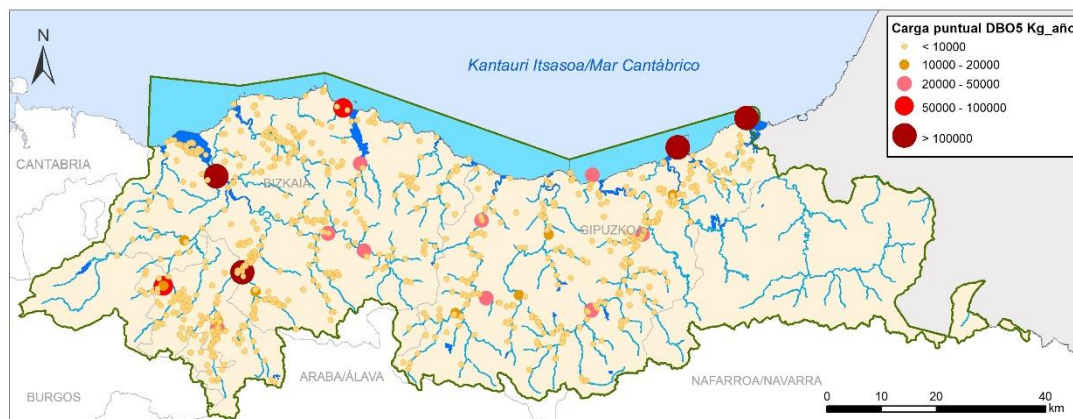 Carga puntual DBO5 Kg_año
< 10000
10000 - 20000
20000 - 50000
50000 - 100000
> 100000
N
Kantauri Itsasoa/Mar Cantábrico
CANTABRIA
BIZKAIA
GIPUZKOA
ARABA/ÁLAVA
NAFARROA/NAVARRA
BURGOS
0 10 20 40
km